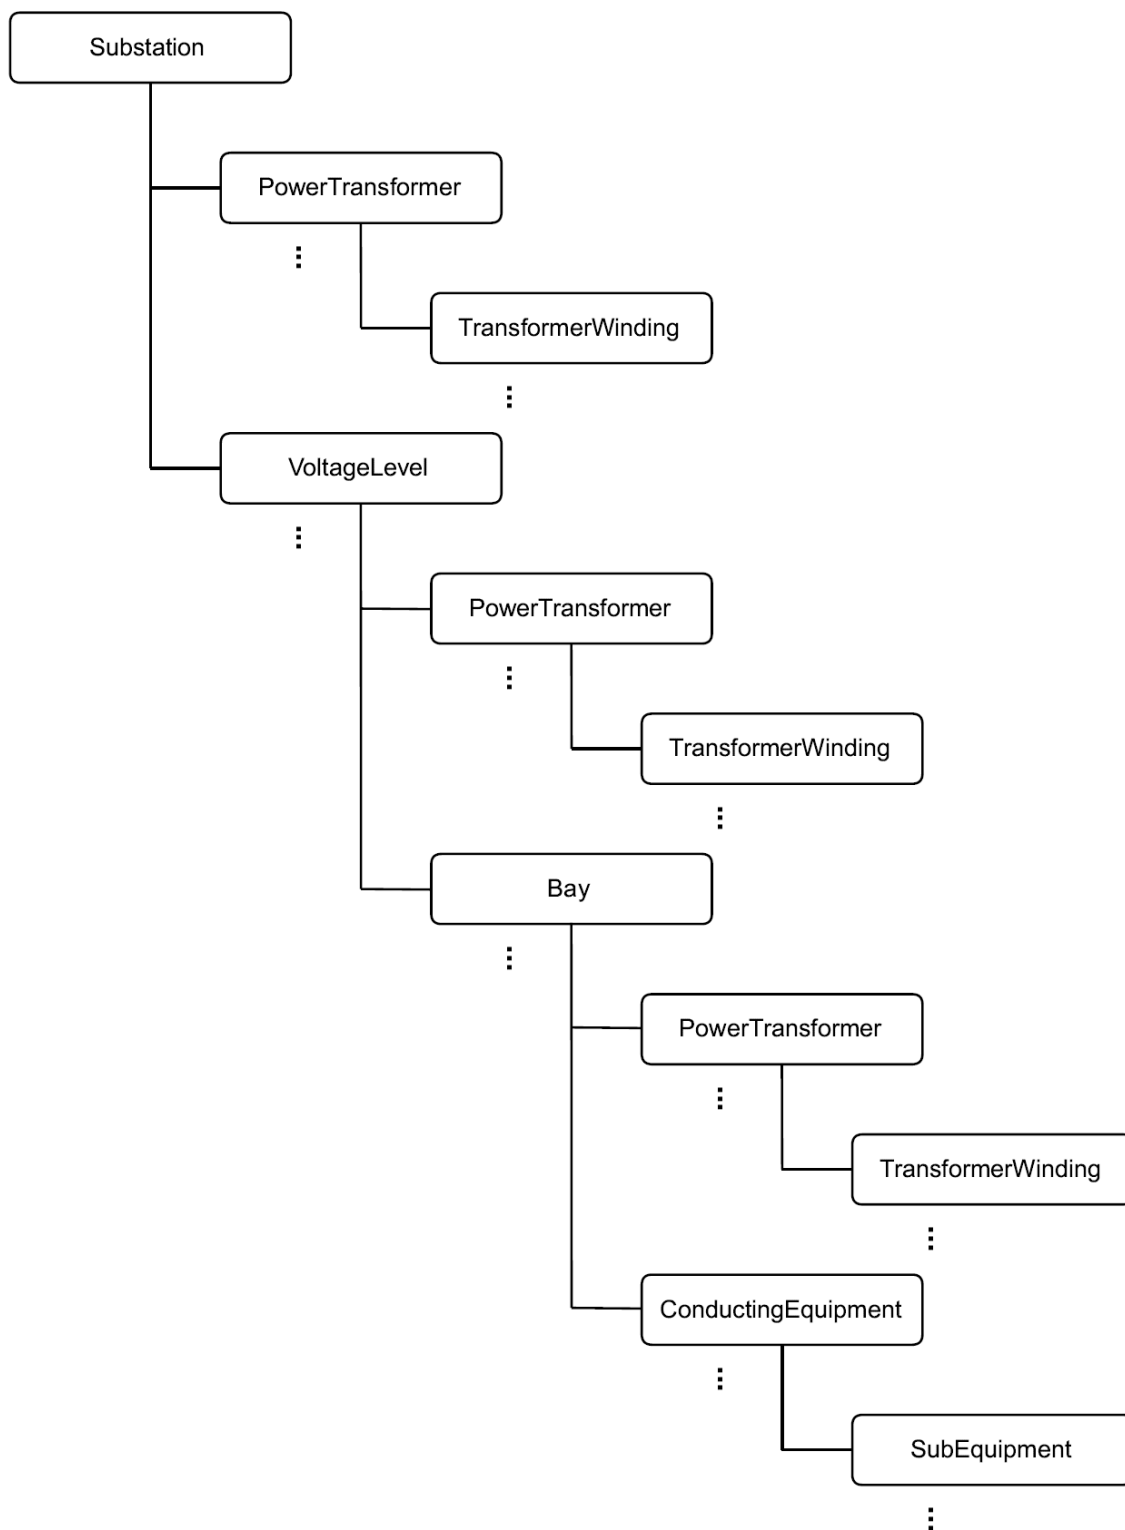 Substation
PowerTransformer
TransformerWinding
VoltageLevel
PowerTransformer
TransformerWinding
Bay
PowerTransformer
TransformerWinding
ConductingEquipment
SubEquipment